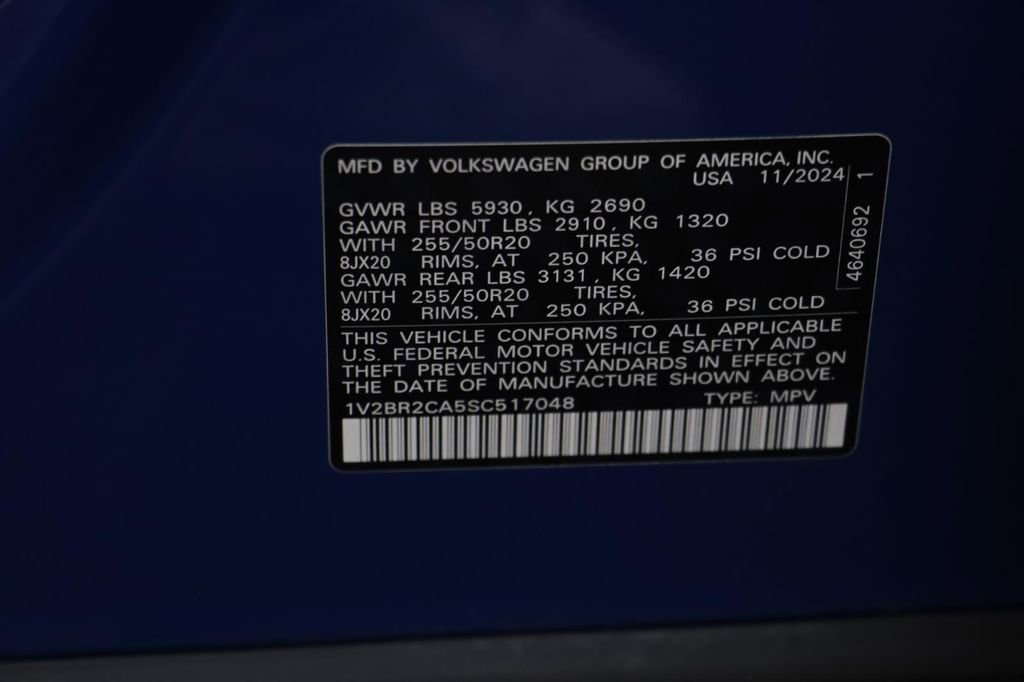 MFD BY VOLKSWAGEN GROUP OF AMERICA, INC.
USA 11/2024
GVWR LBS 5930, KG 2690
GAWR FRONT LBS 2910, KG 1320
WITH 255/50R20 TIRES,
8JX20 RIMS, AT 250 KPA, 36 PSI COLD
GAWR REAR LBS 3131, KG 1420
WITH 255/50R20 TIRES,
8JX20 RIMS, AT 250 KPA, 36 PSI COLD
THIS VEHICLE CONFORMS TO ALL APPLICABLE
U.S. FEDERAL MOTOR VEHICLE SAFETY AND
THEFT PREVENTION STANDARDS IN EFFECT ON
THE DATE OF MANUFACTURE SHOWN ABOVE.
1V2BR2CA5SC517048 TYPE: MPV
4640692 1